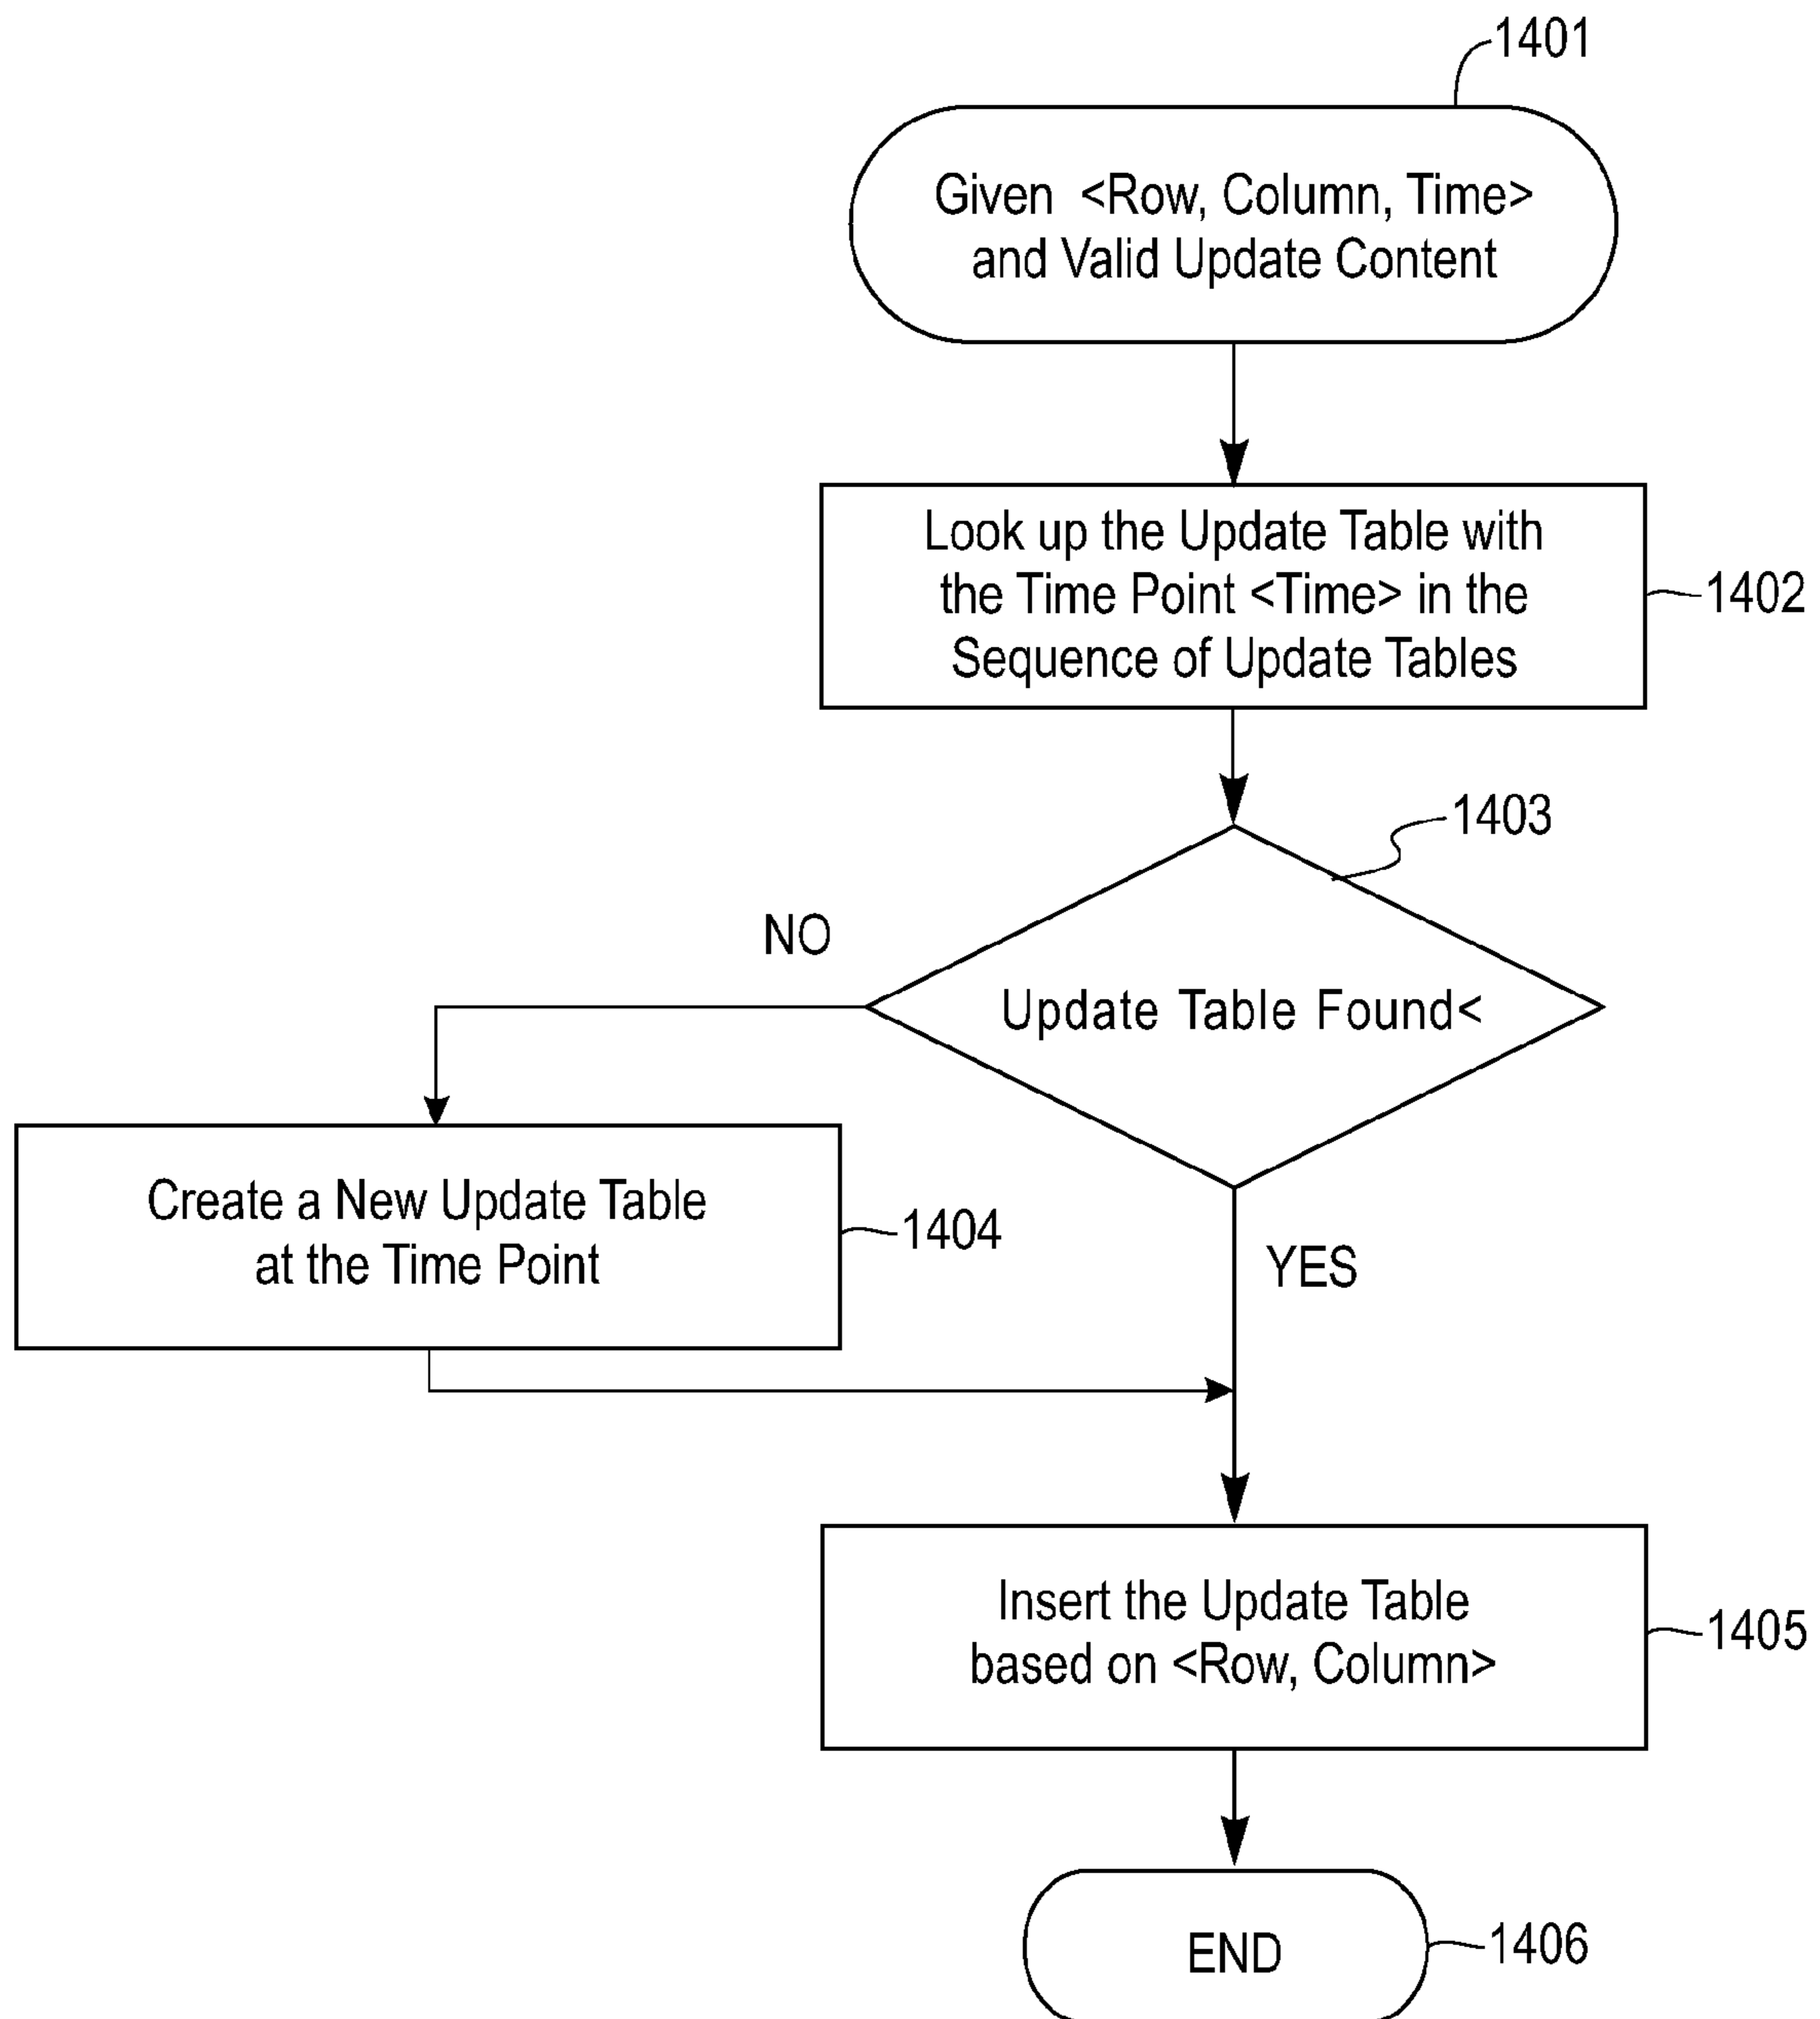 1401
Given <Row, Column, Time>
and Valid Update Content
Look up the Update Table with
the Time Point <Time> in the
Sequence of Update Tables
1402
1403
NO
Update Table Found<
Create a New Update Table
at the Time Point
1404
YES
Insert the Update Table
based on <Row, Column>
1405
END
1406